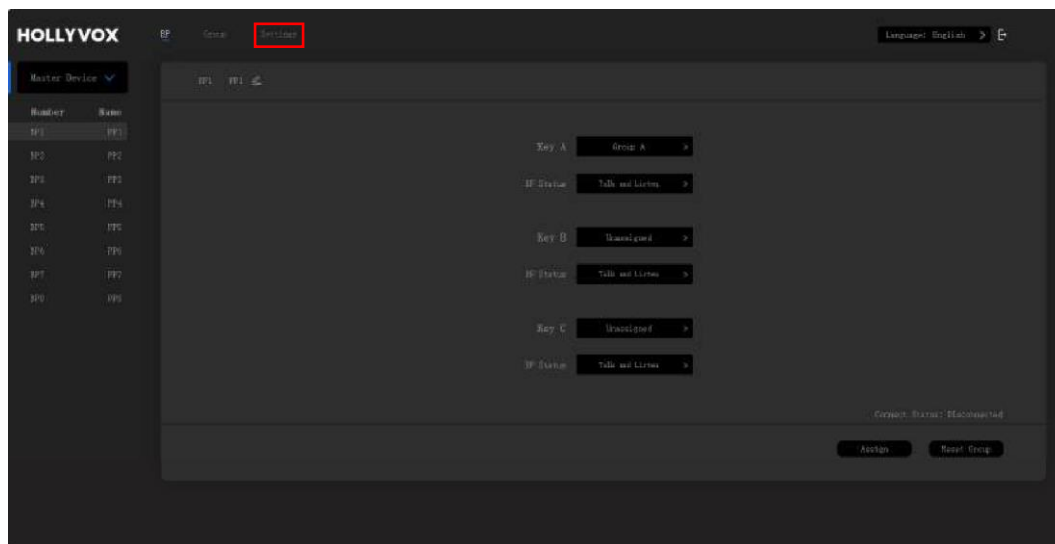 HOLLYVOX BP Group Settings Language: English
Master Device
BP1 PP1
Number Name
BP1 PP1
BP2 PP2
BP3 PP3
BP4 PP4
BP5 PP5
BP6 PP6
BP7 PP7
BP8 PP8
Key A Group A
BP Status Talk and Listen
Key B Unassigned
BP Status Talk and Listen
Key C Unassigned
BP Status Talk and Listen
Connect Status: Disconnected
Assign Reset Group